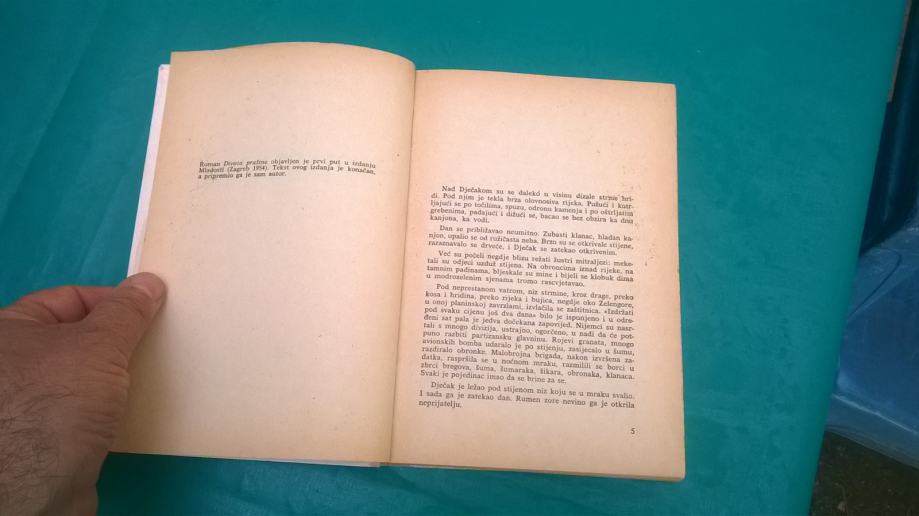 Roman Divota prašine objavljen je prvi put u izdanju
Mladosti (Zagreb 1954). Tekst ovog izdanja je konačan,
a pripremio ga je sam autor.
Nad Dječakom su se daleko u visinu dizale strme hri-
di. Pod njim je tekla brza olovnosiva rijeka. Pužući i kotr-
ljajući se po točilima, spuzu, odronu kamenja i po oštrljatim
grebenima, padajući i dižući se, bacao se bez obzira ka dnu
kanjona, ka vodi.
Dan se približavao neumitno. Zubasti klanac, hladan ka-
njon, upalio se od ružičasta neba. Brzo su se otkrivale stijene,
razaznavalo se drveće, i Dječak se zatekao otkrivenim.
Već su počeli negdje blizu režati žustri mitraljezi; meke-
tali su odjeci uzduž stijena. Na obroncima iznad rijeke, na
tamnim padinama, bljeskale su mine i bijeli se klobuk dima
u modrozelenim sjenama tromo rascvjetavao.
Pod neprestanom vatrom, niz strmine, kroz drage, preko
kosa i hridina, preko rijeka i bujica, negdje oko Zelengore,
u onoj planinskoj zavrzlami, izvlačila se zaštitnica. »Izdržati
pod svaku cijenu još dva dana« bilo je ispunjeno i u odre-
đeni sat pala je jedva dočekana zapovijed. Nijemci su nasr-
tali s mnogo divizija, ustrajno, ogorčeno, u nadi da će pot-
puno razbiti partizansku glavninu. Rojevi granata, mnogo
avionskih bomba udaralo je po stijenju, zasijecalo u šumu,
razdiralo obronke. Malobrojna brigada, nakon izvršena za-
datka, raspršila se u noćnom mraku, razmilili se borci u
zbrci bregova, šuma, šumaraka, šikara, obronaka, klanaca.
Svaki je pojedinac imao da se brine za se.
Dječak je ležao pod stijenom niz koju se u mraku svalio.
I sada ga je zatekao dan. Rumen zore nevino ga je otkrila
neprijatelju.
5